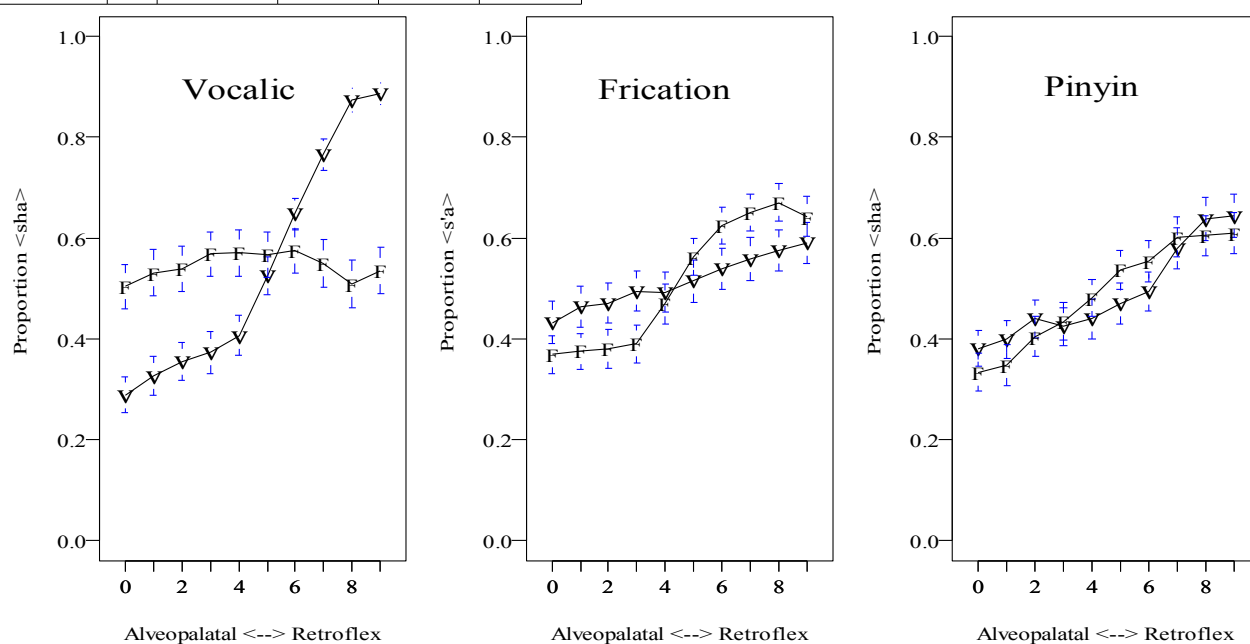 Vocalic
Proportion <sha>
1.0
0.8
0.6
0.4
0.2
0.0
V V V V V V V V V V
F F F F F F F F F F
0 2 4 6 8
Alveopalatal <--> Retroflex
Frication
Proportion <s'a>
1.0
0.8
0.6
0.4
0.2
0.0
V V V V V V V V V V
F F F F F F F F F F
0 2 4 6 8
Alveopalatal <--> Retroflex
Pinyin
Proportion <sha>
1.0
0.8
0.6
0.4
0.2
0.0
V V V V V V V V V V
F F F F F F F F F F
0 2 4 6 8
Alveopalatal <--> Retroflex